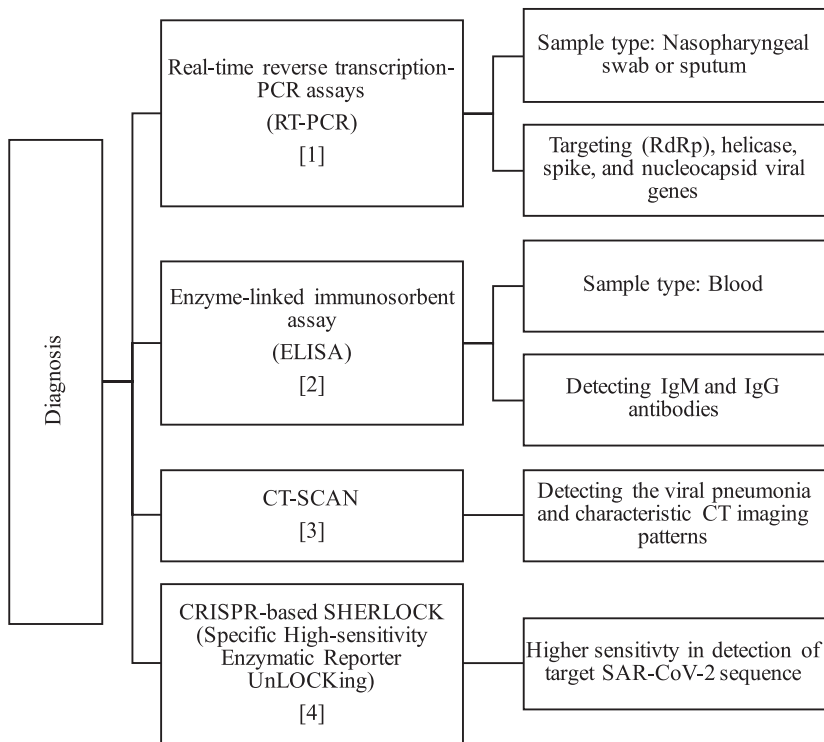 Diagnosis
Real-time reverse transcription-
PCR assays
(RT-PCR)
[1]
Sample type: Nasopharyngeal
swab or sputum
Targeting (RdRp), helicase,
spike, and nucleocapsid viral
genes
Enzyme-linked immunosorbent
assay
(ELISA)
[2]
Sample type: Blood
Detecting IgM and IgG
antibodies
CT-SCAN
[3]
Detecting the viral pneumonia
and characteristic CT imaging
patterns
CRISPR-based SHERLOCK
(Specific High-sensitivity
Enzymatic Reporter
UnLOCKing)
[4]
Higher sensitivty in detection of
target SAR-CoV-2 sequence